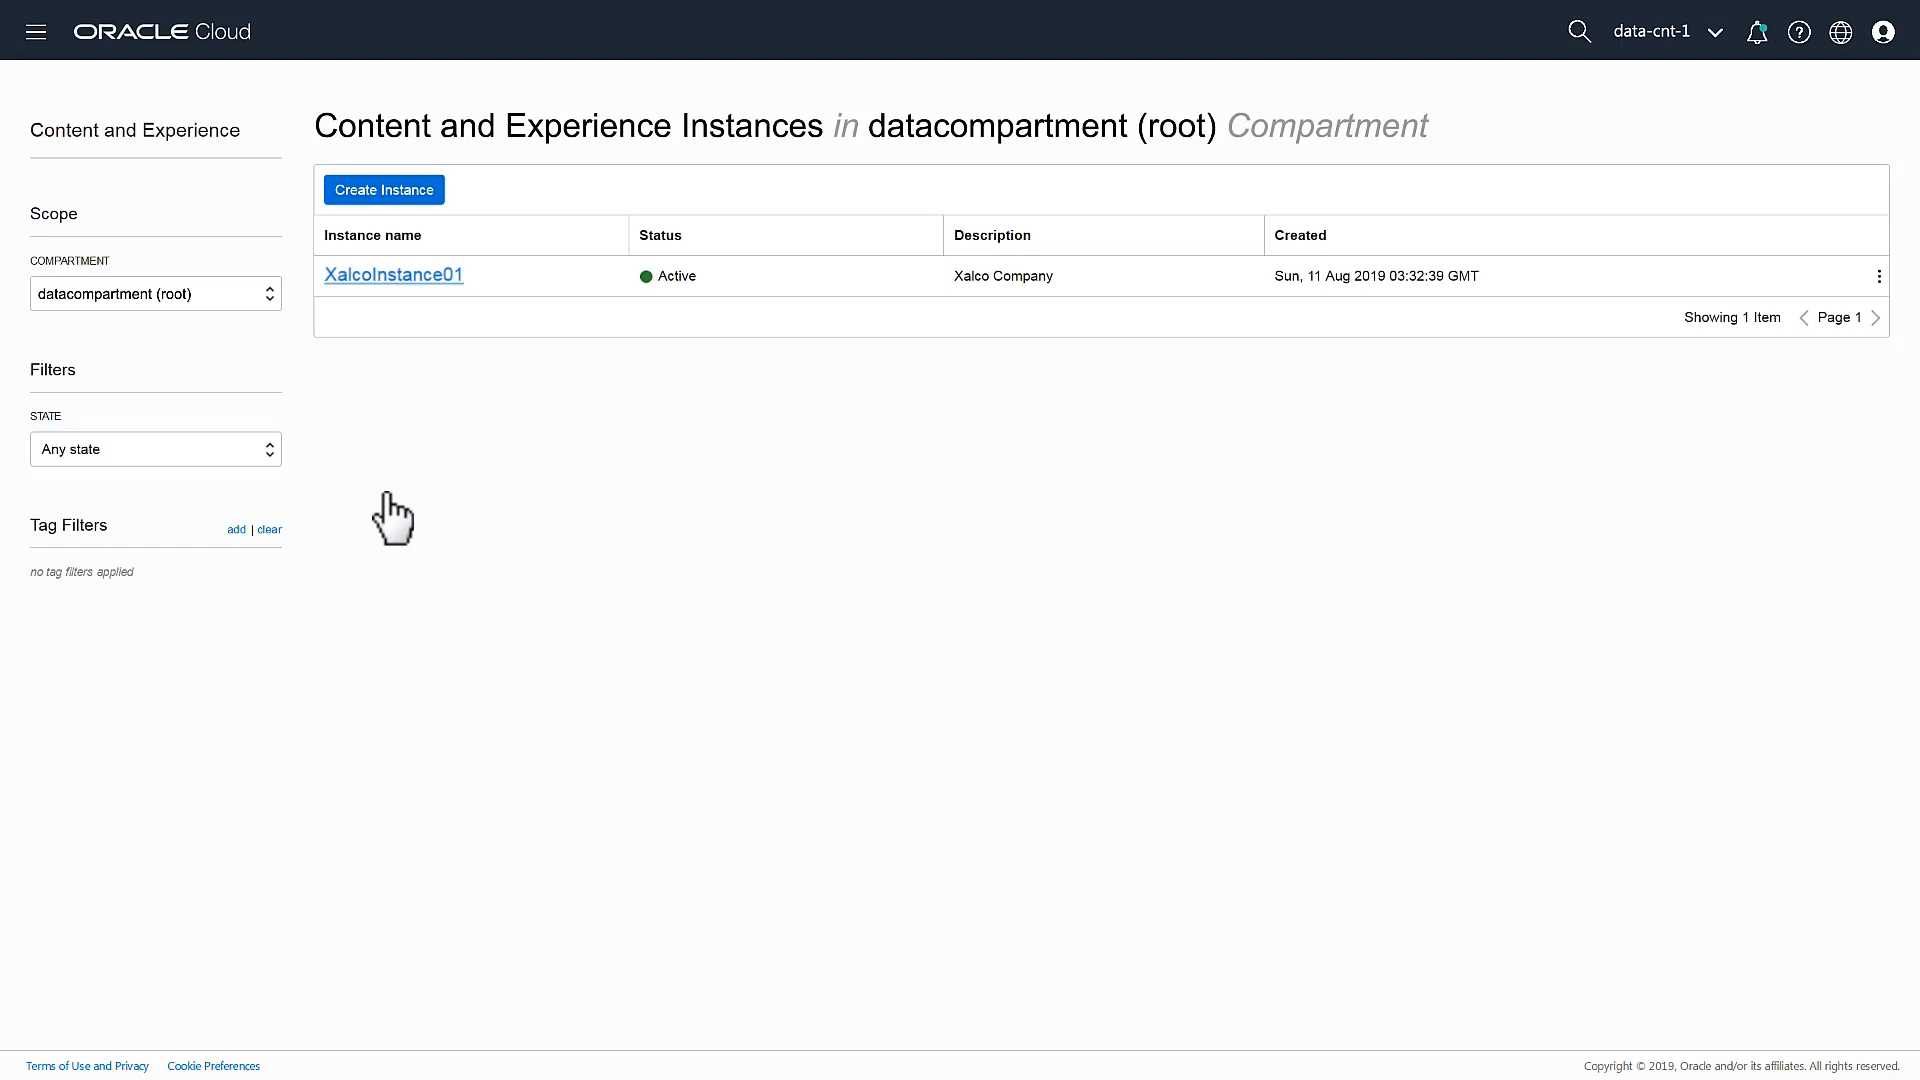 ORACLE Cloud
data-cnt-1
Content and Experience
Scope
COMPARTMENT
datacompartment (root)
Filters
STATE
Any state
Tag Filters
add | clear
no tag filters applied
Content and Experience Instances in datacompartment (root) Compartment
Create Instance
Instance name Status Description Created
XalcoInstance01 Active Xalco Company Sun, 11 Aug 2019 03:32:39 GMT
Showing 1 Item Page 1
Terms of Use and Privacy Cookie Preferences
Copyright © 2019, Oracle and/or its affiliates. All rights reserved.